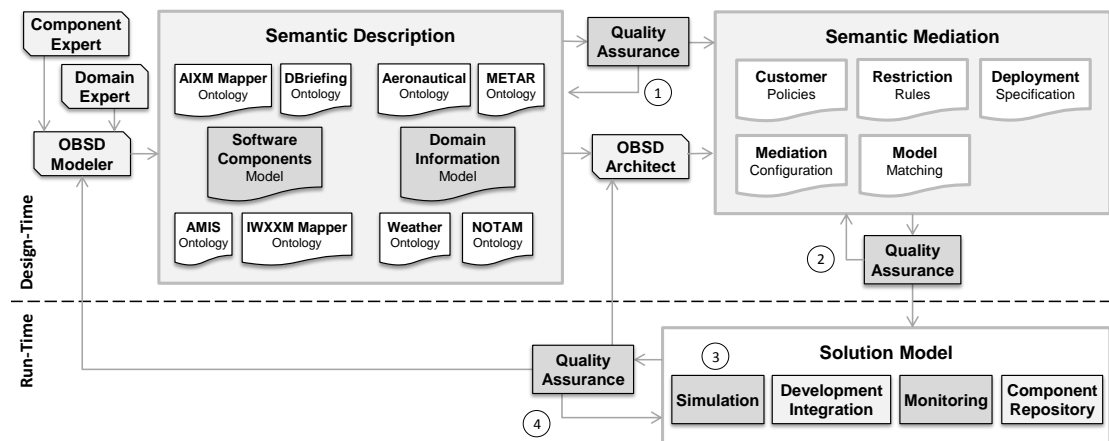 Component
Expert
Domain
Expert
OBSD
Modeler
Semantic Description
AIXM Mapper
Ontology
DBriefing
Ontology
Aeronautical
Ontology
METAR
Ontology
Software
Components
Model
Domain
Information
Model
AMIS
Ontology
IWXXM Mapper
Ontology
Weather
Ontology
NOTAM
Ontology
Quality
Assurance
1
OBSD
Architect
Semantic Mediation
Customer
Policies
Restriction
Rules
Deployment
Specification
Mediation
Configuration
Model
Matching
2
Quality
Assurance
Design-Time
Run-Time
Quality
Assurance
4
3
Solution Model
Simulation
Development
Integration
Monitoring
Component
Repository